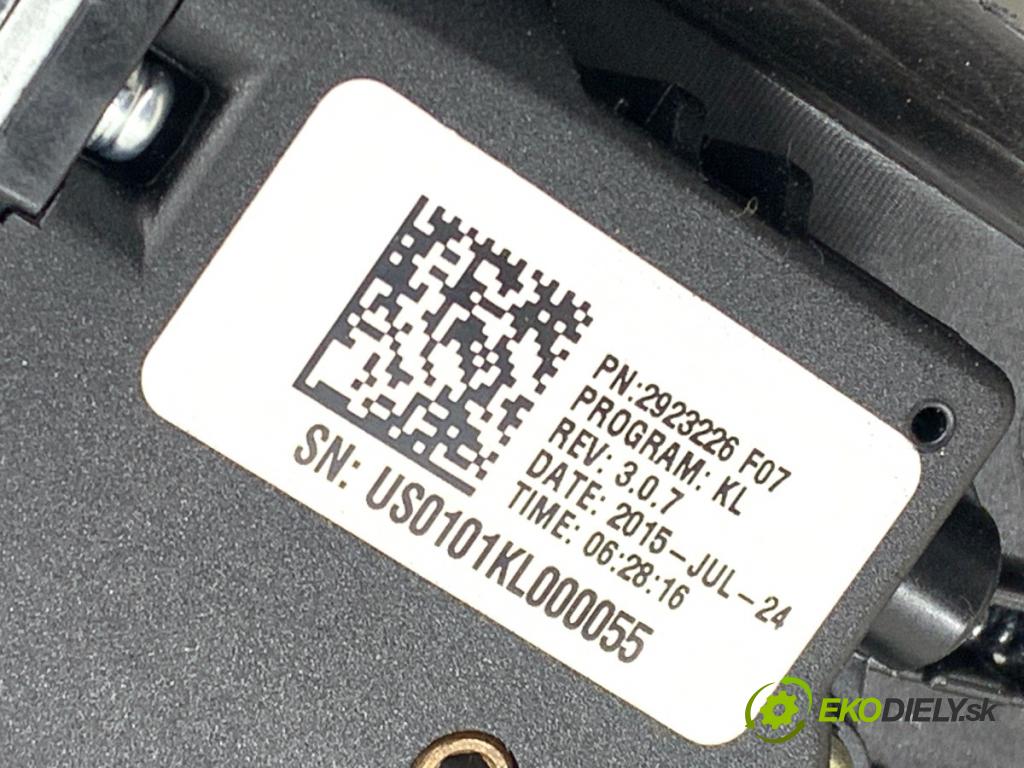 PN:2923226 F07
PROGRAM: KL
REV: 3.0.7
DATE: 2015-JUL-24
TIME: 06:28:16
SN: US0101KL000055
EKODIELY.sk